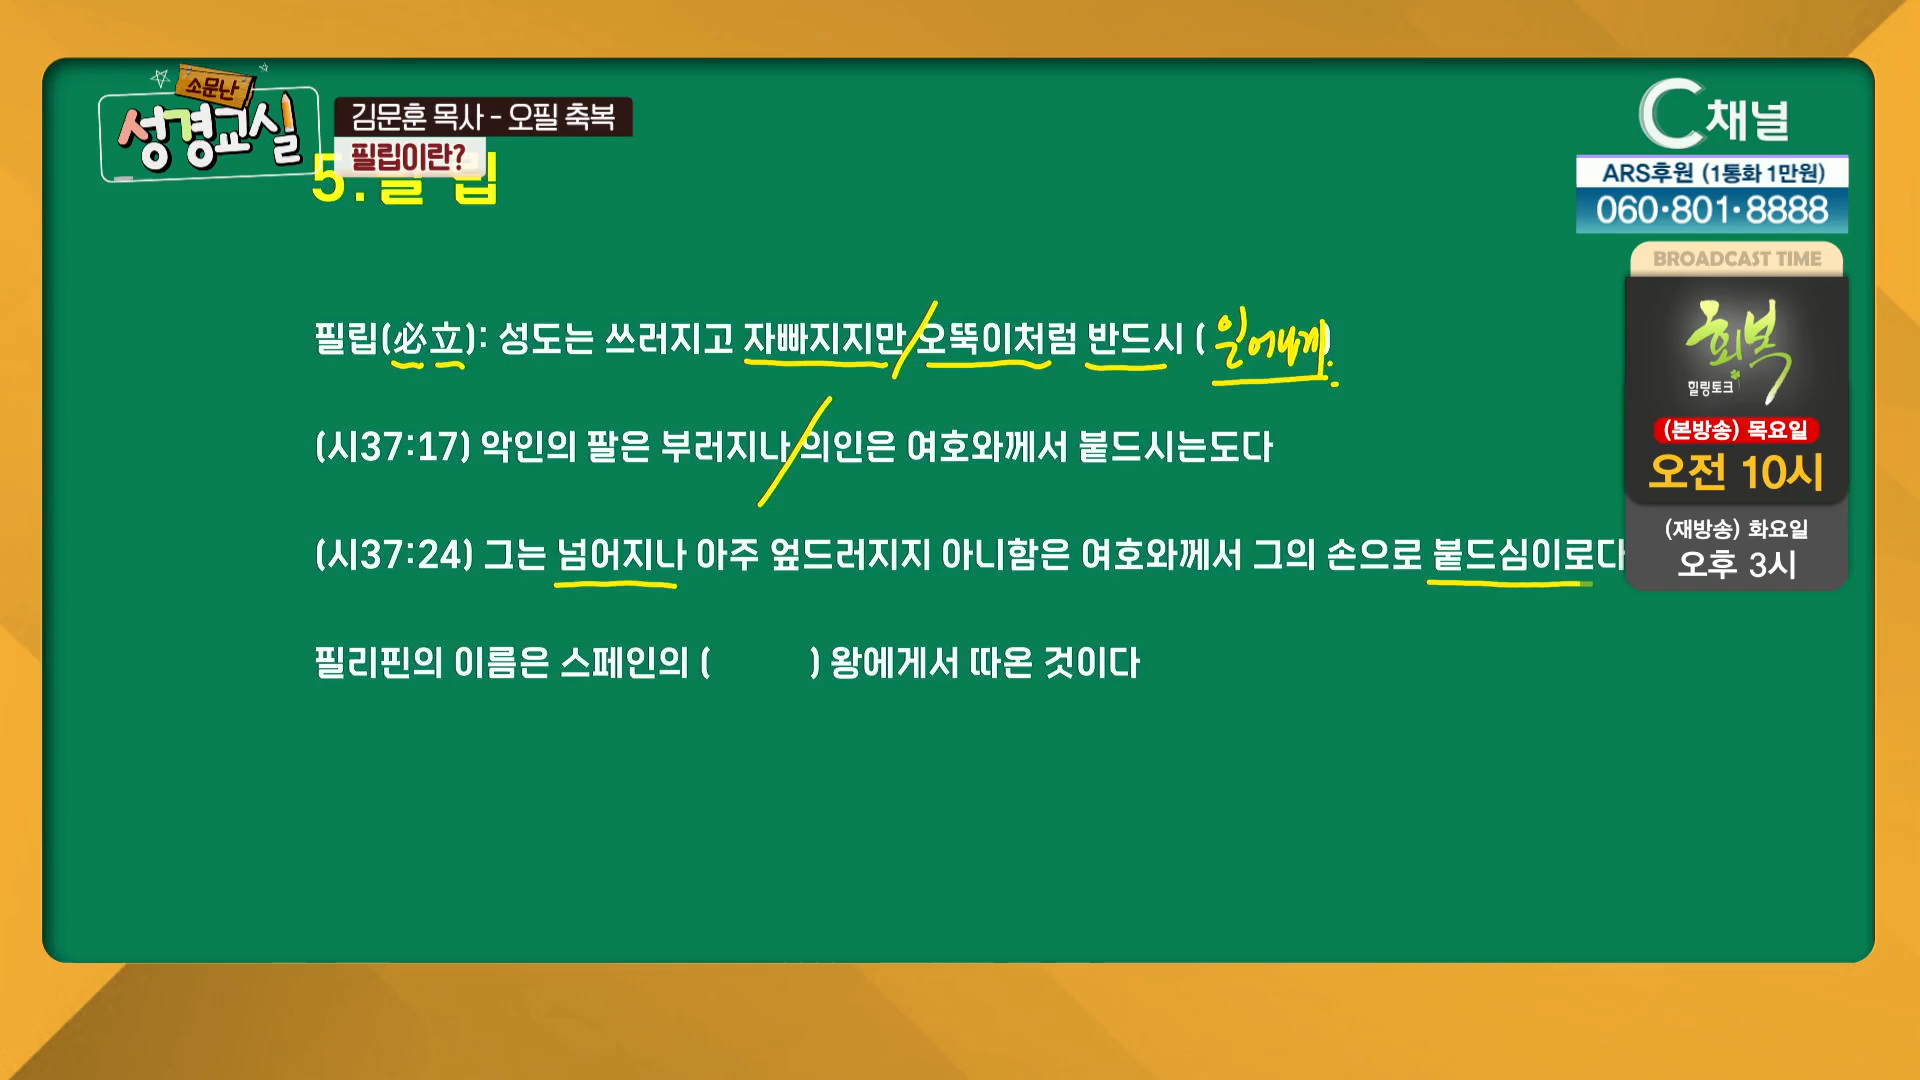 소문난
성경교실
김문훈 목사 - 오필 축복
필립이란?
5.필 립
C채널
ARS후원 (1통화 1만원)
060·801·8888
BROADCAST TIME
회복
힐링토크
(본방송) 목요일
오전 10시
(재방송) 화요일
오후 3시
필립(必立): 성도는 쓰러지고 자빠지지만 오뚝이처럼 반드시 ( )
(시37:17) 악인의 팔은 부러지나 의인은 여호와께서 붙드시는도다
(시37:24) 그는 넘어지나 아주 엎드러지지 아니함은 여호와께서 그의 손으로 붙드심이로다
필리핀의 이름은 스페인의 ( ) 왕에게서 따온 것이다